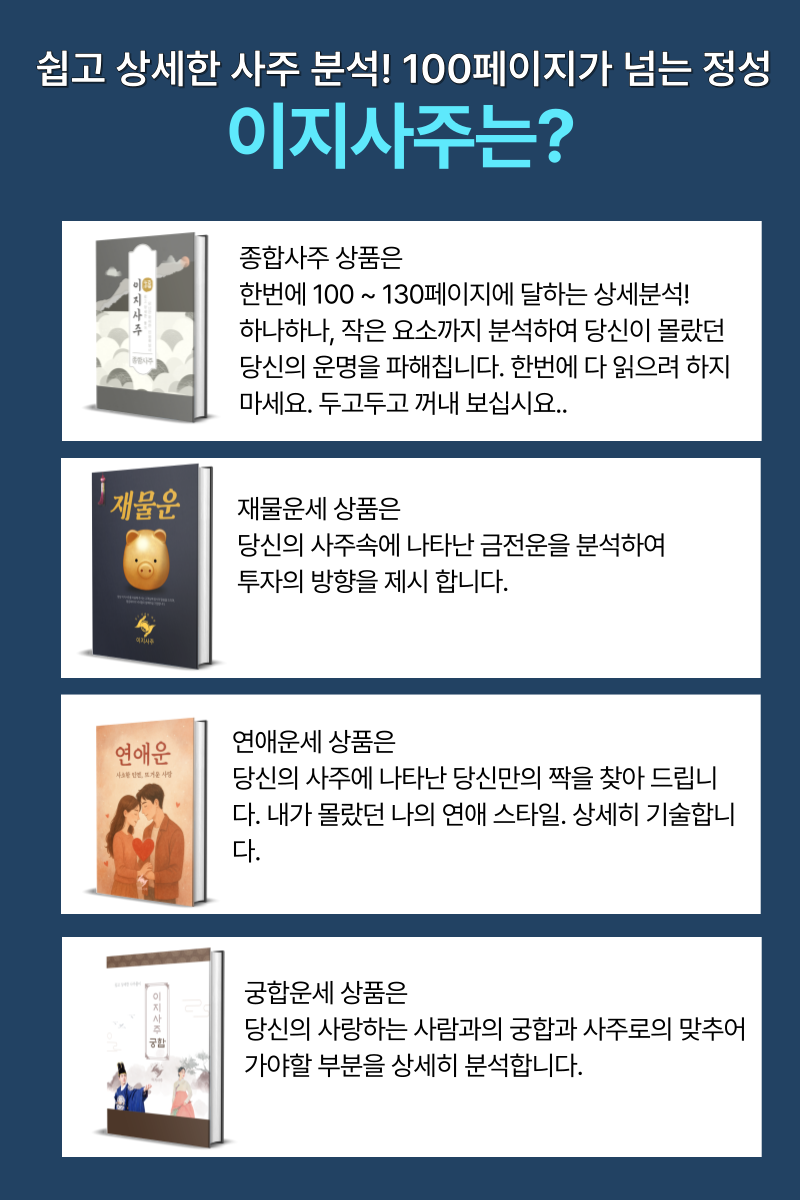 쉽고 상세한 사주 분석! 100페이지가 넘는 정성
이지사주는?
이지사주
종합사주
종합사주 상품은
한번에 100 ~ 130페이지에 달하는 상세분석!
하나하나, 작은 요소까지 분석하여 당신이 몰랐던
당신의 운명을 파해칩니다. 한번에 다 읽으려 하지
마세요. 두고두고 꺼내 보십시요..
재물운
이지사주
재물운세 상품은
당신의 사주속에 나타난 금전운을 분석하여
투자의 방향을 제시 합니다.
연애운
사소한 인연, 뜨거운 사랑
연애운세 상품은
당신의 사주에 나타난 당신만의 짝을 찾아 드립니
다. 내가 몰랐던 나의 연애 스타일. 상세히 기술합니
다.
이지사주
궁합
궁합운세 상품은
당신의 사랑하는 사람과의 궁합과 사주로의 맞추어
가야할 부분을 상세히 분석합니다.